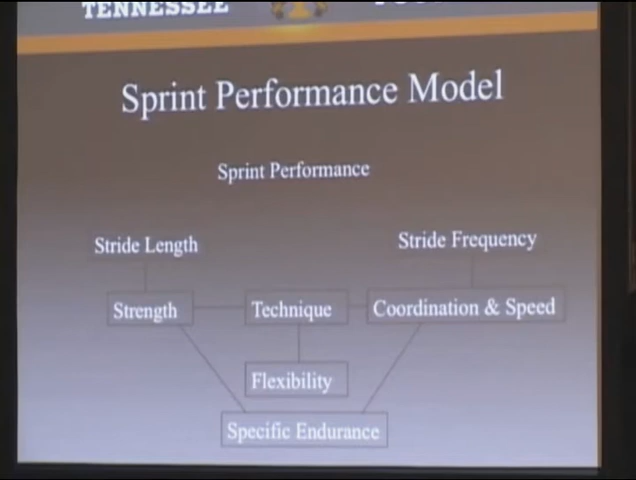 TENNESSEE
Sprint Performance Model
Sprint Performance
Stride Length
Stride Frequency
Strength
Technique
Coordination & Speed
Flexibility
Specific Endurance